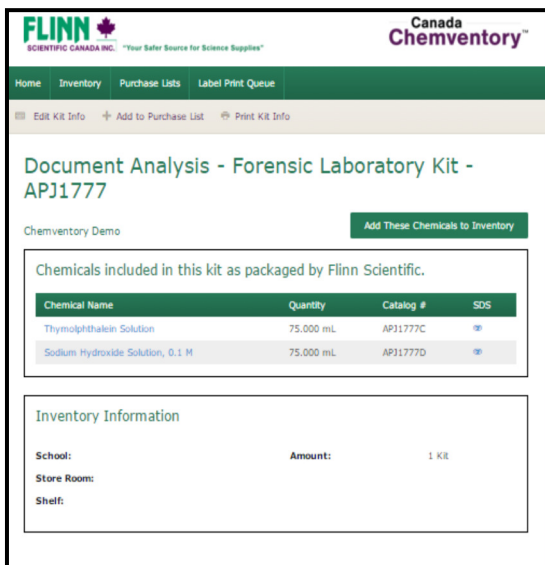 FLINN
SCIENTIFIC CANADA INC. "Your Safer Source for Science Supplies"
Canada
Chemventory™
Home Inventory Purchase Lists Label Print Queue
Edit Kit Info Add to Purchase List Print Kit Info
Document Analysis - Forensic Laboratory Kit -
APJ1777
Chemventory Demo
Add These Chemicals to Inventory
Chemicals included in this kit as packaged by Flinn Scientific.
Chemical Name Quantity Catalog # SDS
Thymolphthalein Solution 75.000 mL APJ1777C
Sodium Hydroxide Solution, 0.1 M 75.000 mL APJ1777D
Inventory Information
School: Amount: 1 Kit
Store Room:
Shelf: